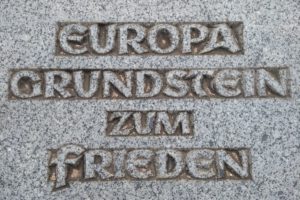 EUROPA
GRUNDSTEIN
ZUM
FRIEDEN